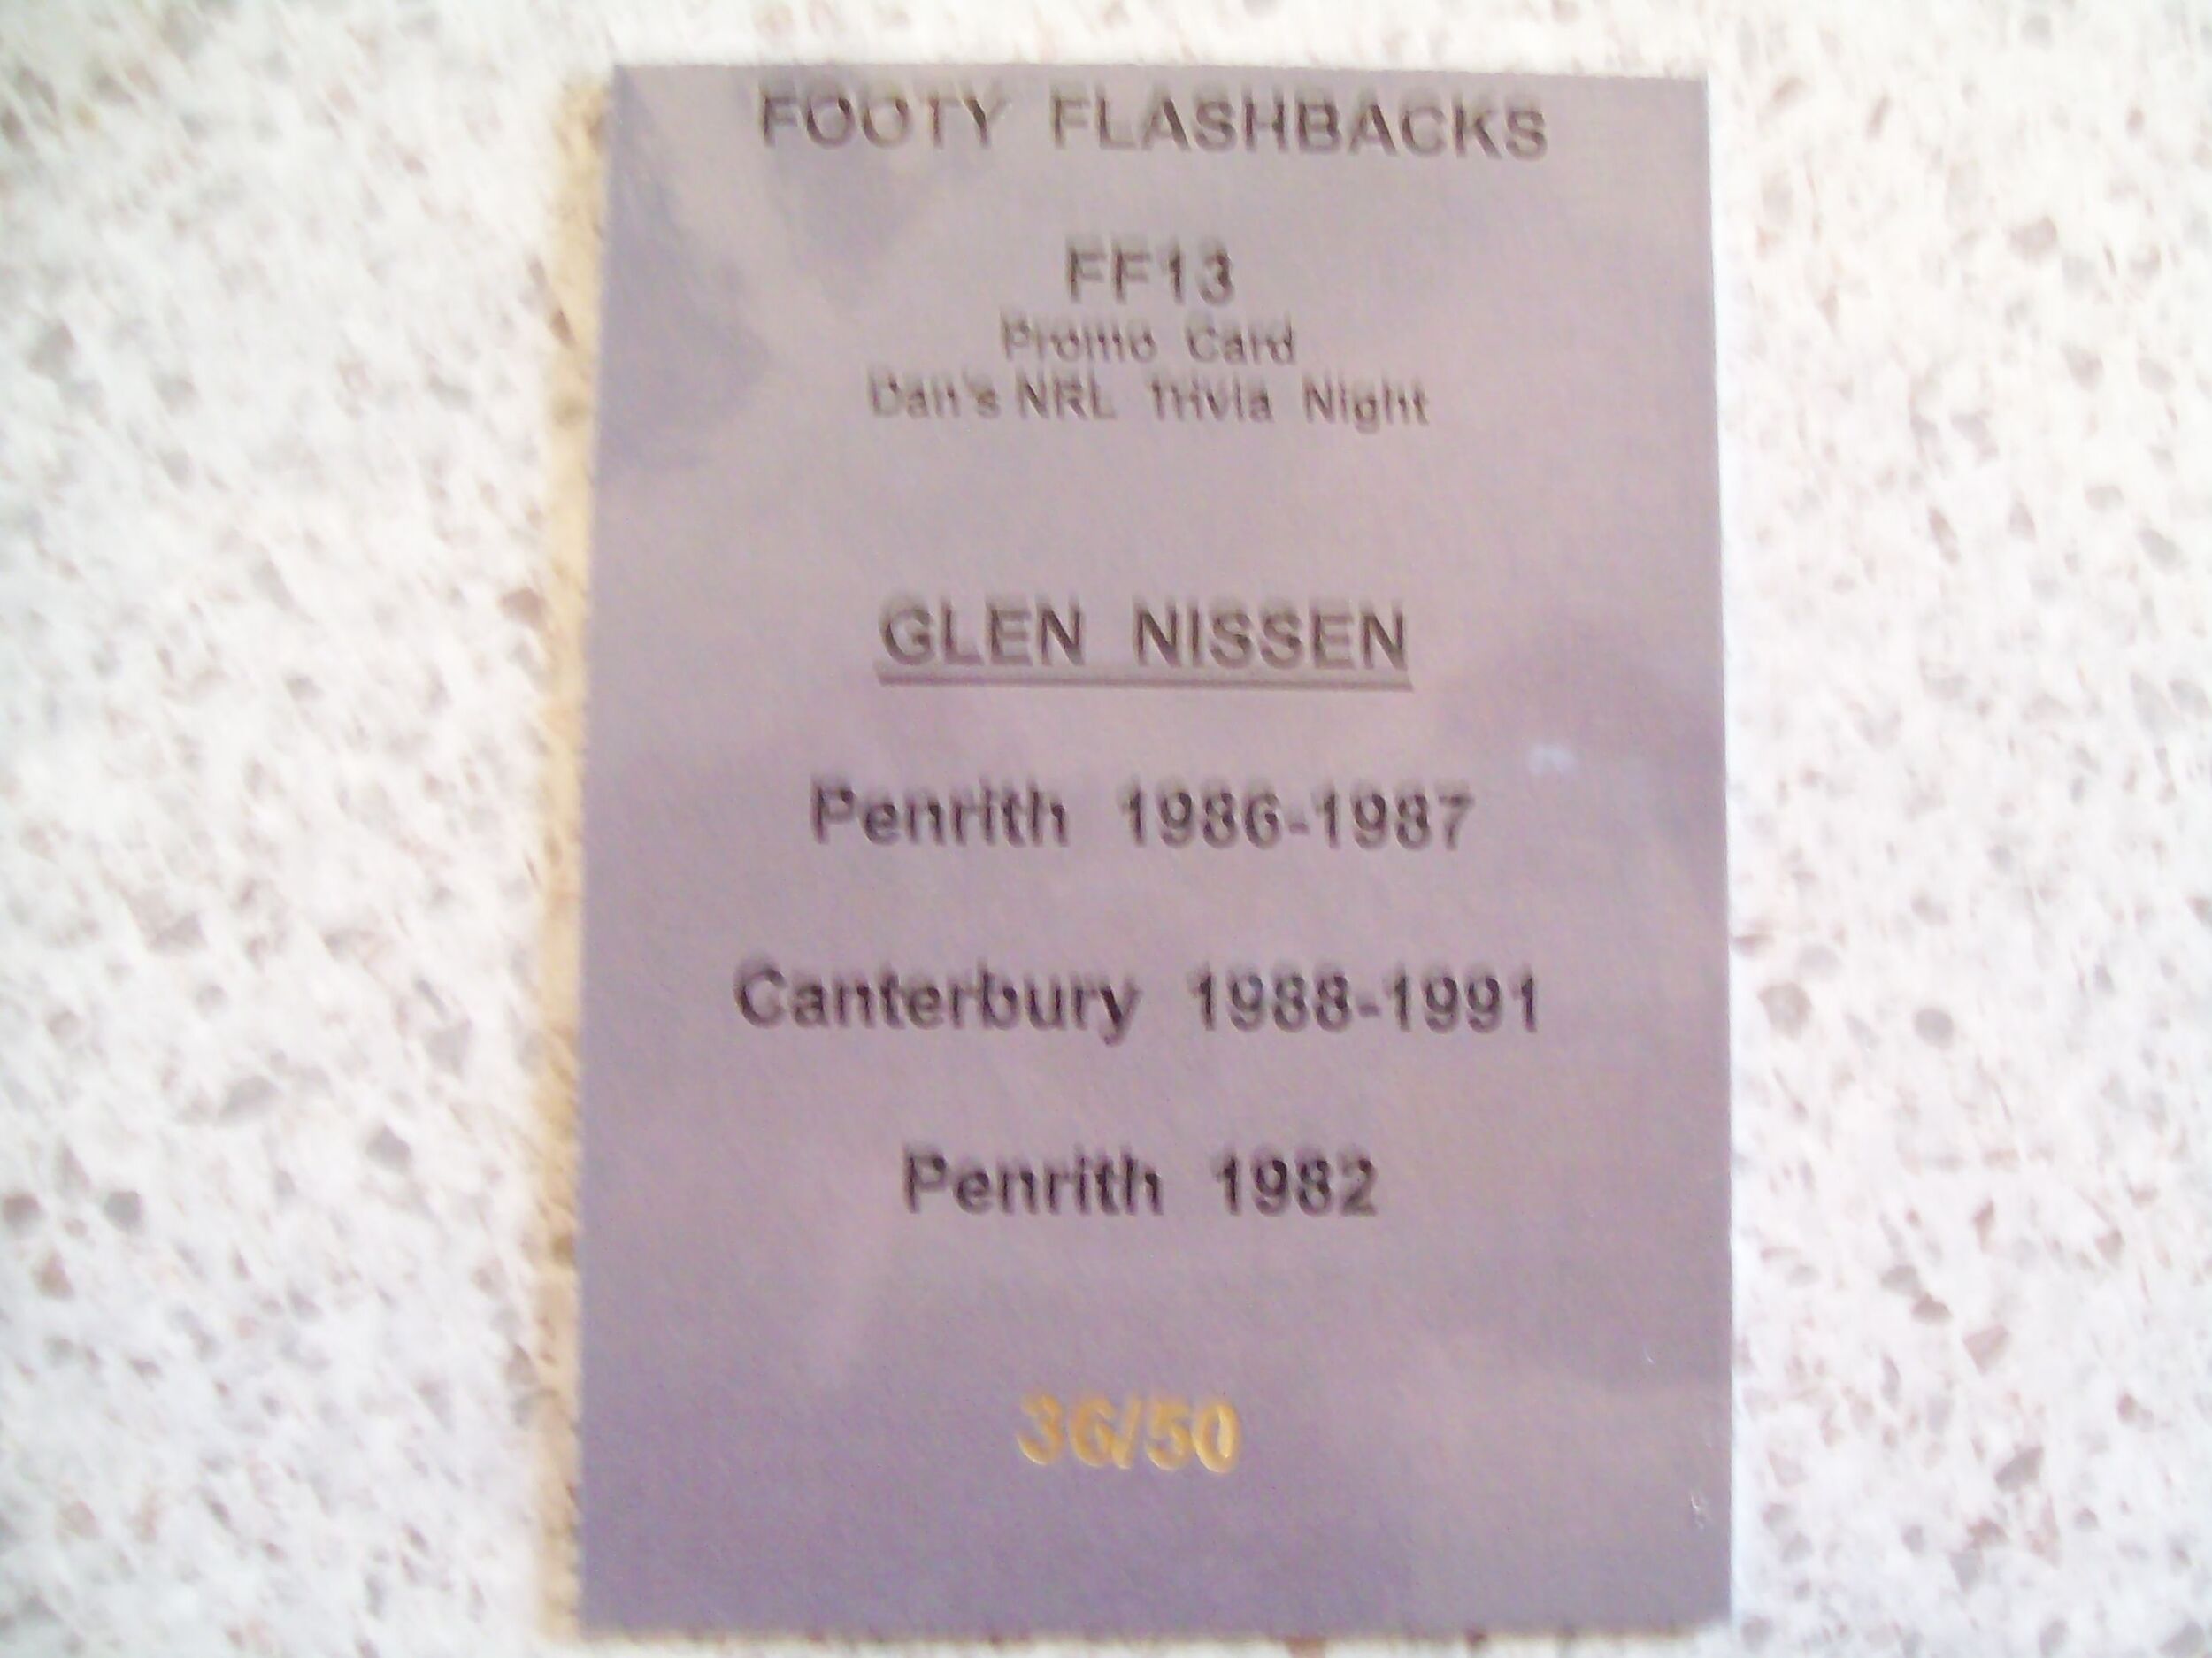 FOOTY FLASHBACKS
FF13
Promo Card
Dan's NRL Trivia Night
GLEN NISSEN
Penrith 1986-1987
Canterbury 1988-1991
Penrith 1982
36/50